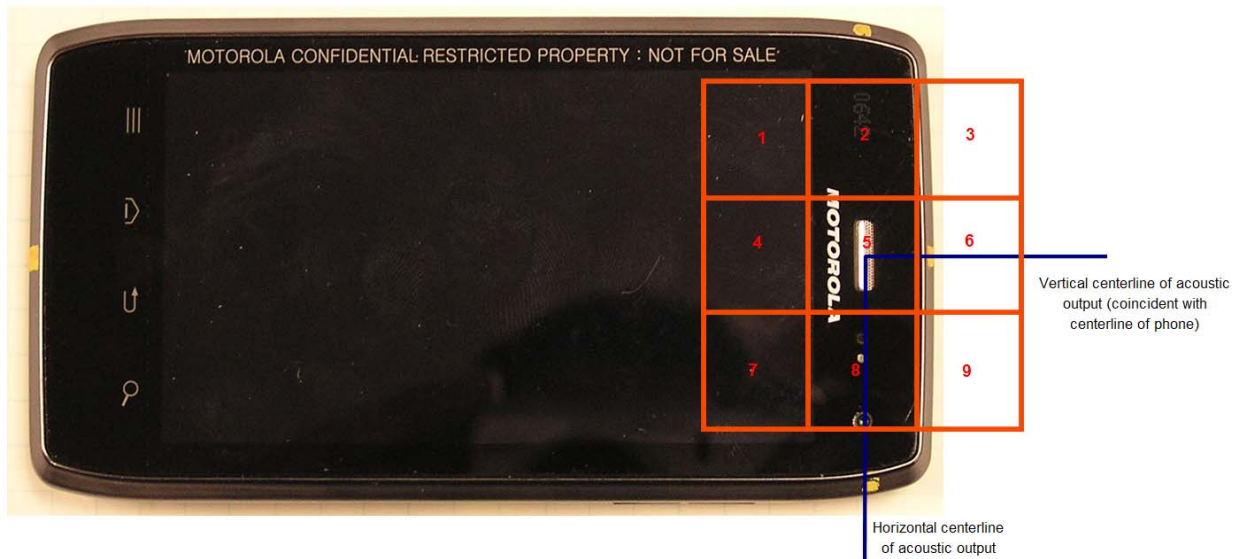 MOTOROLA CONFIDENTIAL RESTRICTED PROPERTY : NOT FOR SALE
0642
1
2
3
MOTOROLA
4
5
6
Vertical centerline of acoustic
output (coincident with
centerline of phone)
7
8
9
Horizontal centerline
of acoustic output